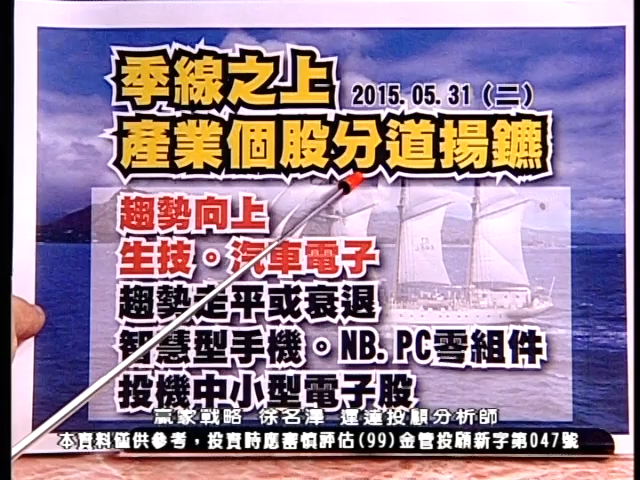 季線之上
2015.05.31(二)
產業個股分道揚鑣
趨勢向上
生技。汽車電子
趨勢走平或衰退
智慧型手機。NB.PC零組件
投機中小型電子股
贏家戰略 徐名澤 運達投顧分析師
本資料僅供參考，投資時應審慎評估(99)金管投顧新字第047號